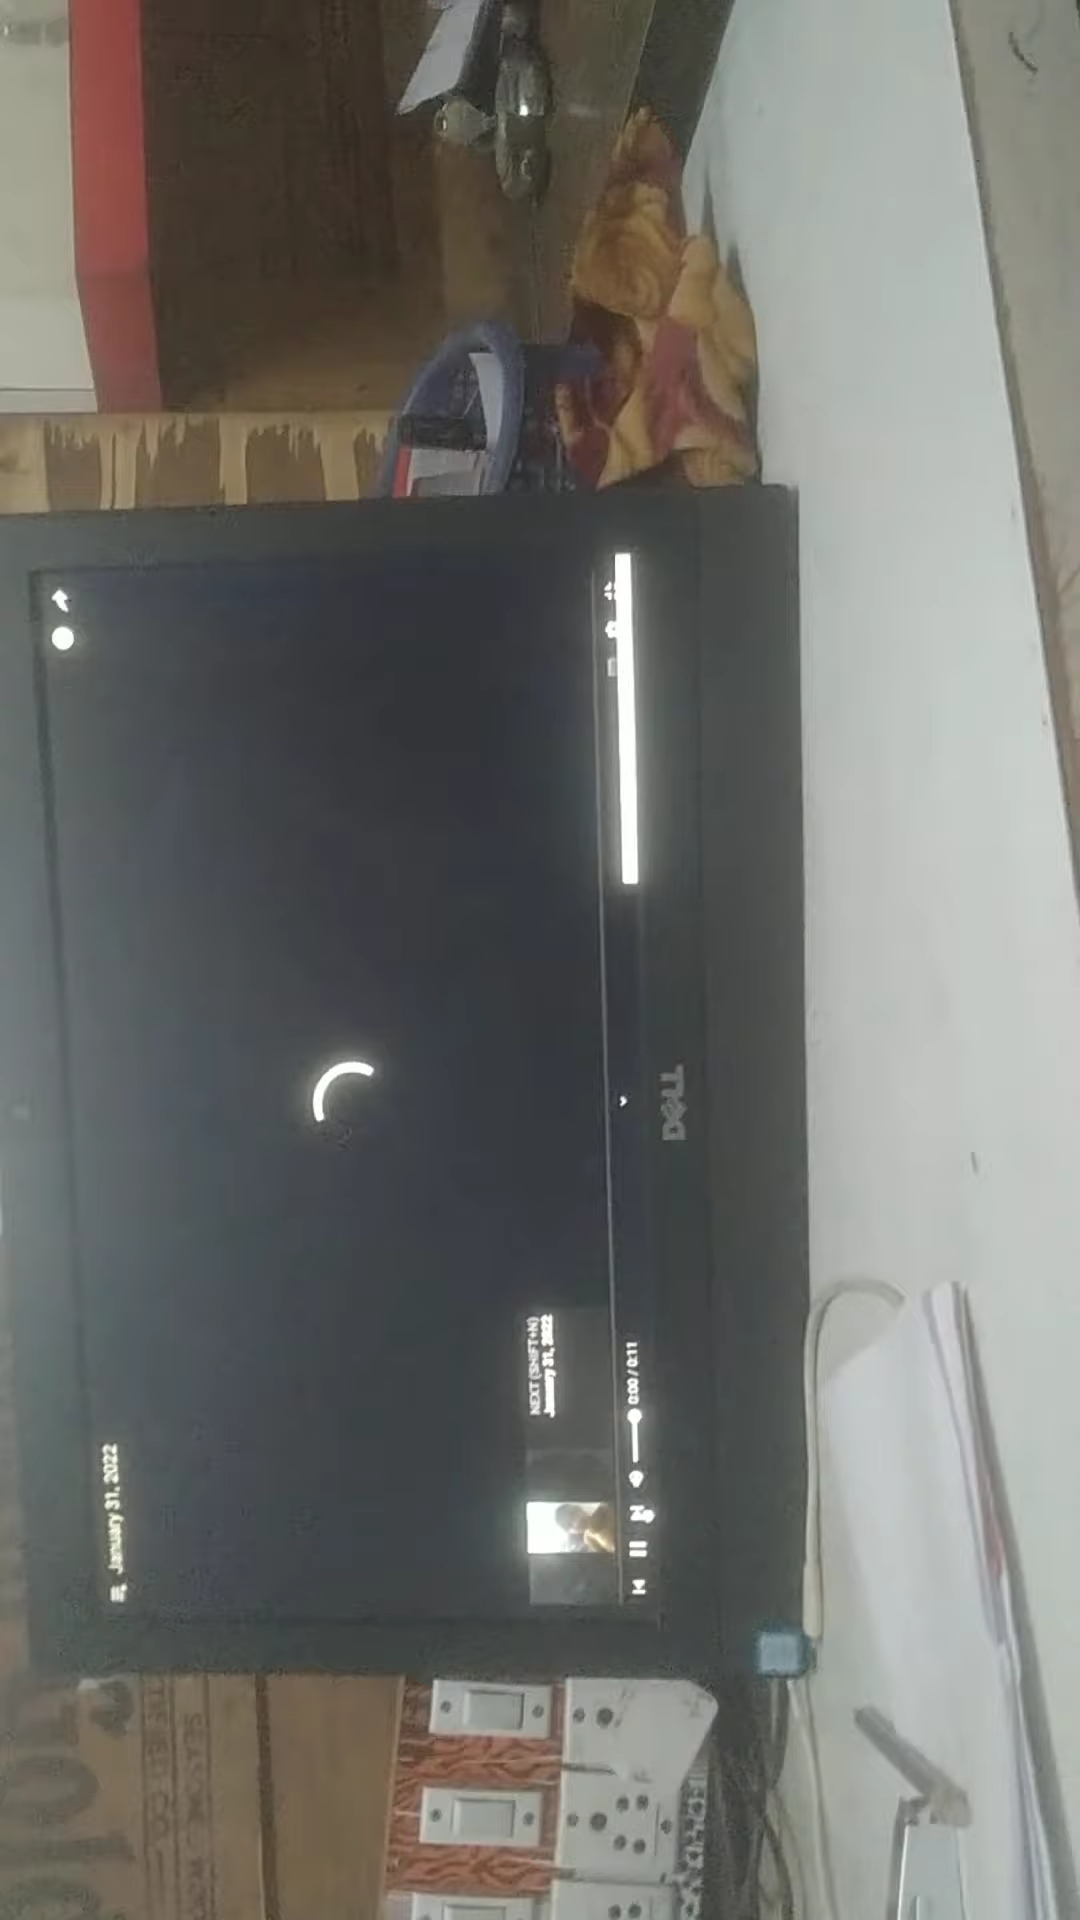 January 31, 2022
NEXT (SHIFT+N)
January 31, 2022
0:00 / 0:11
DELL